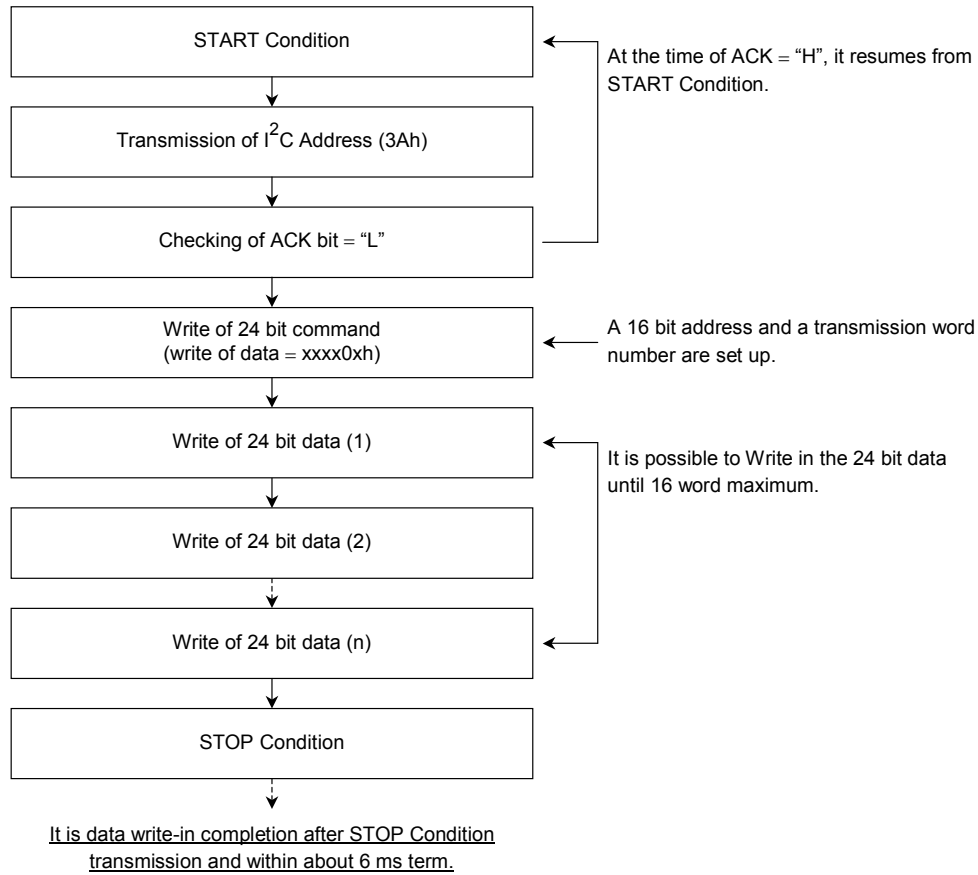 START Condition
At the time of ACK = “H”, it resumes from
START Condition.
Transmission of I2C Address (3Ah)
Checking of ACK bit = “L”
Write of 24 bit command
(write of data = xxxx0xh)
A 16 bit address and a transmission word
number are set up.
Write of 24 bit data (1)
It is possible to Write in the 24 bit data
until 16 word maximum.
Write of 24 bit data (2)
Write of 24 bit data (n)
STOP Condition
It is data write-in completion after STOP Condition
transmission and within about 6 ms term.